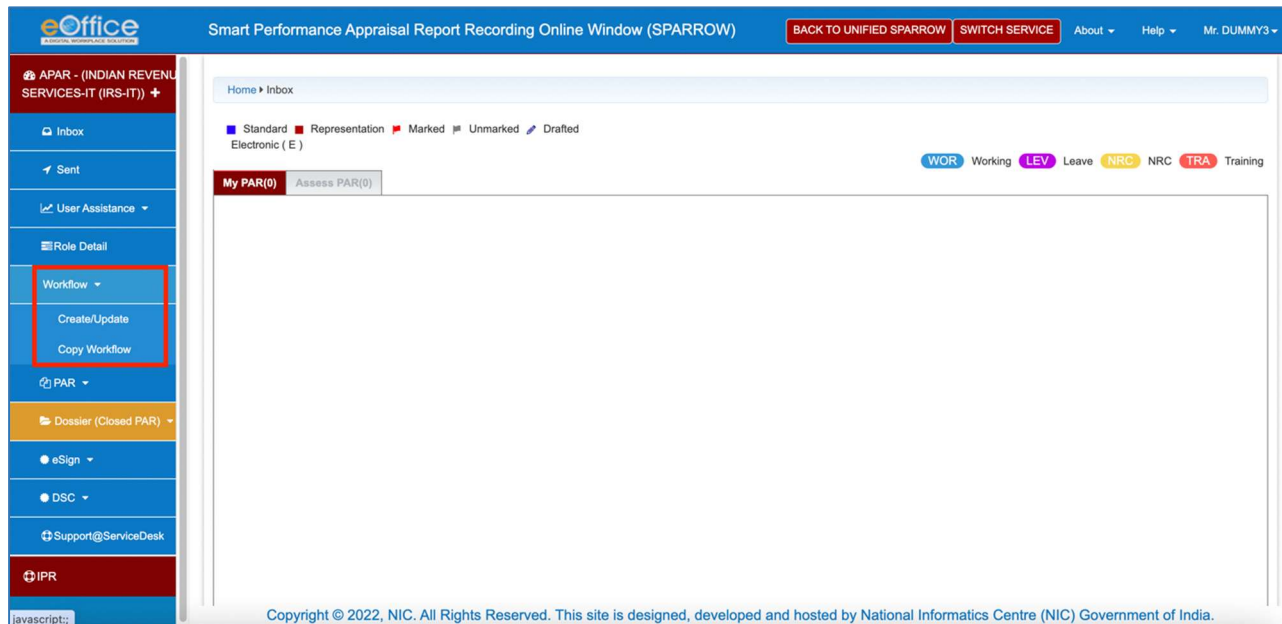 eOffice
A DIGITAL WORKPLACE SOLUTION
Smart Performance Appraisal Report Recording Online Window (SPARROW)
BACK TO UNIFIED SPARROW
SWITCH SERVICE
About
Help
Mr. DUMMY3
APAR - (INDIAN REVENU
SERVICES-IT (IRS-IT)) +
Inbox
Sent
User Assistance
Role Detail
Workflow
Create/Update
Copy Workflow
PAR
Dossier (Closed PAR)
eSign
DSC
Support@ServiceDesk
IPR
javascript:;
Home Inbox
Standard Representation Marked Unmarked Drafted
Electronic ( E )
WOR Working LEV Leave NRC NRC TRA Training
My PAR(0) Assess PAR(0)
Copyright © 2022, NIC. All Rights Reserved. This site is designed, developed and hosted by National Informatics Centre (NIC) Government of India.